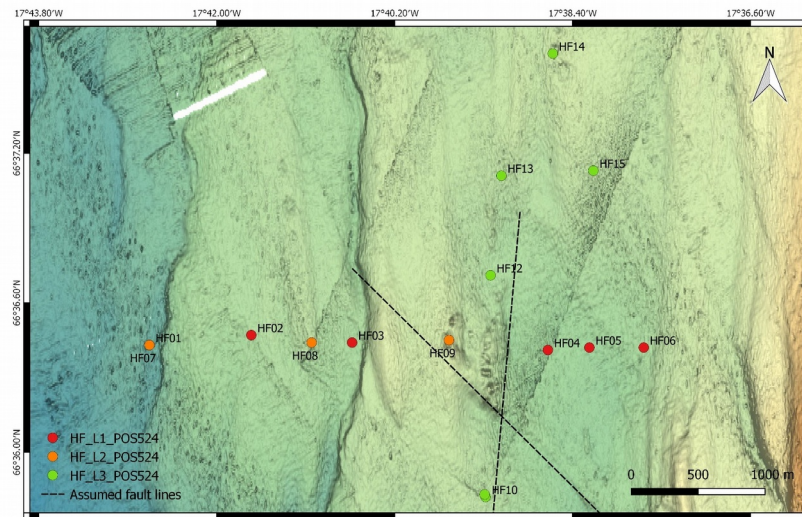 17°43.80'W 17°42.00'W 17°40.20'W 17°38.40'W 17°36.60'W
HF14
N
66°37.20'N
HF13 HF15
HF12
66°36.60'N
HF02
HF01 HF03 HF05 HF06
HF04
HF07 HF08 HF09
66°36.00'N
HF_L1_POS524
HF_L2_POS524
HF_L3_POS524
Assumed fault lines
HF10
0 500 1000 m